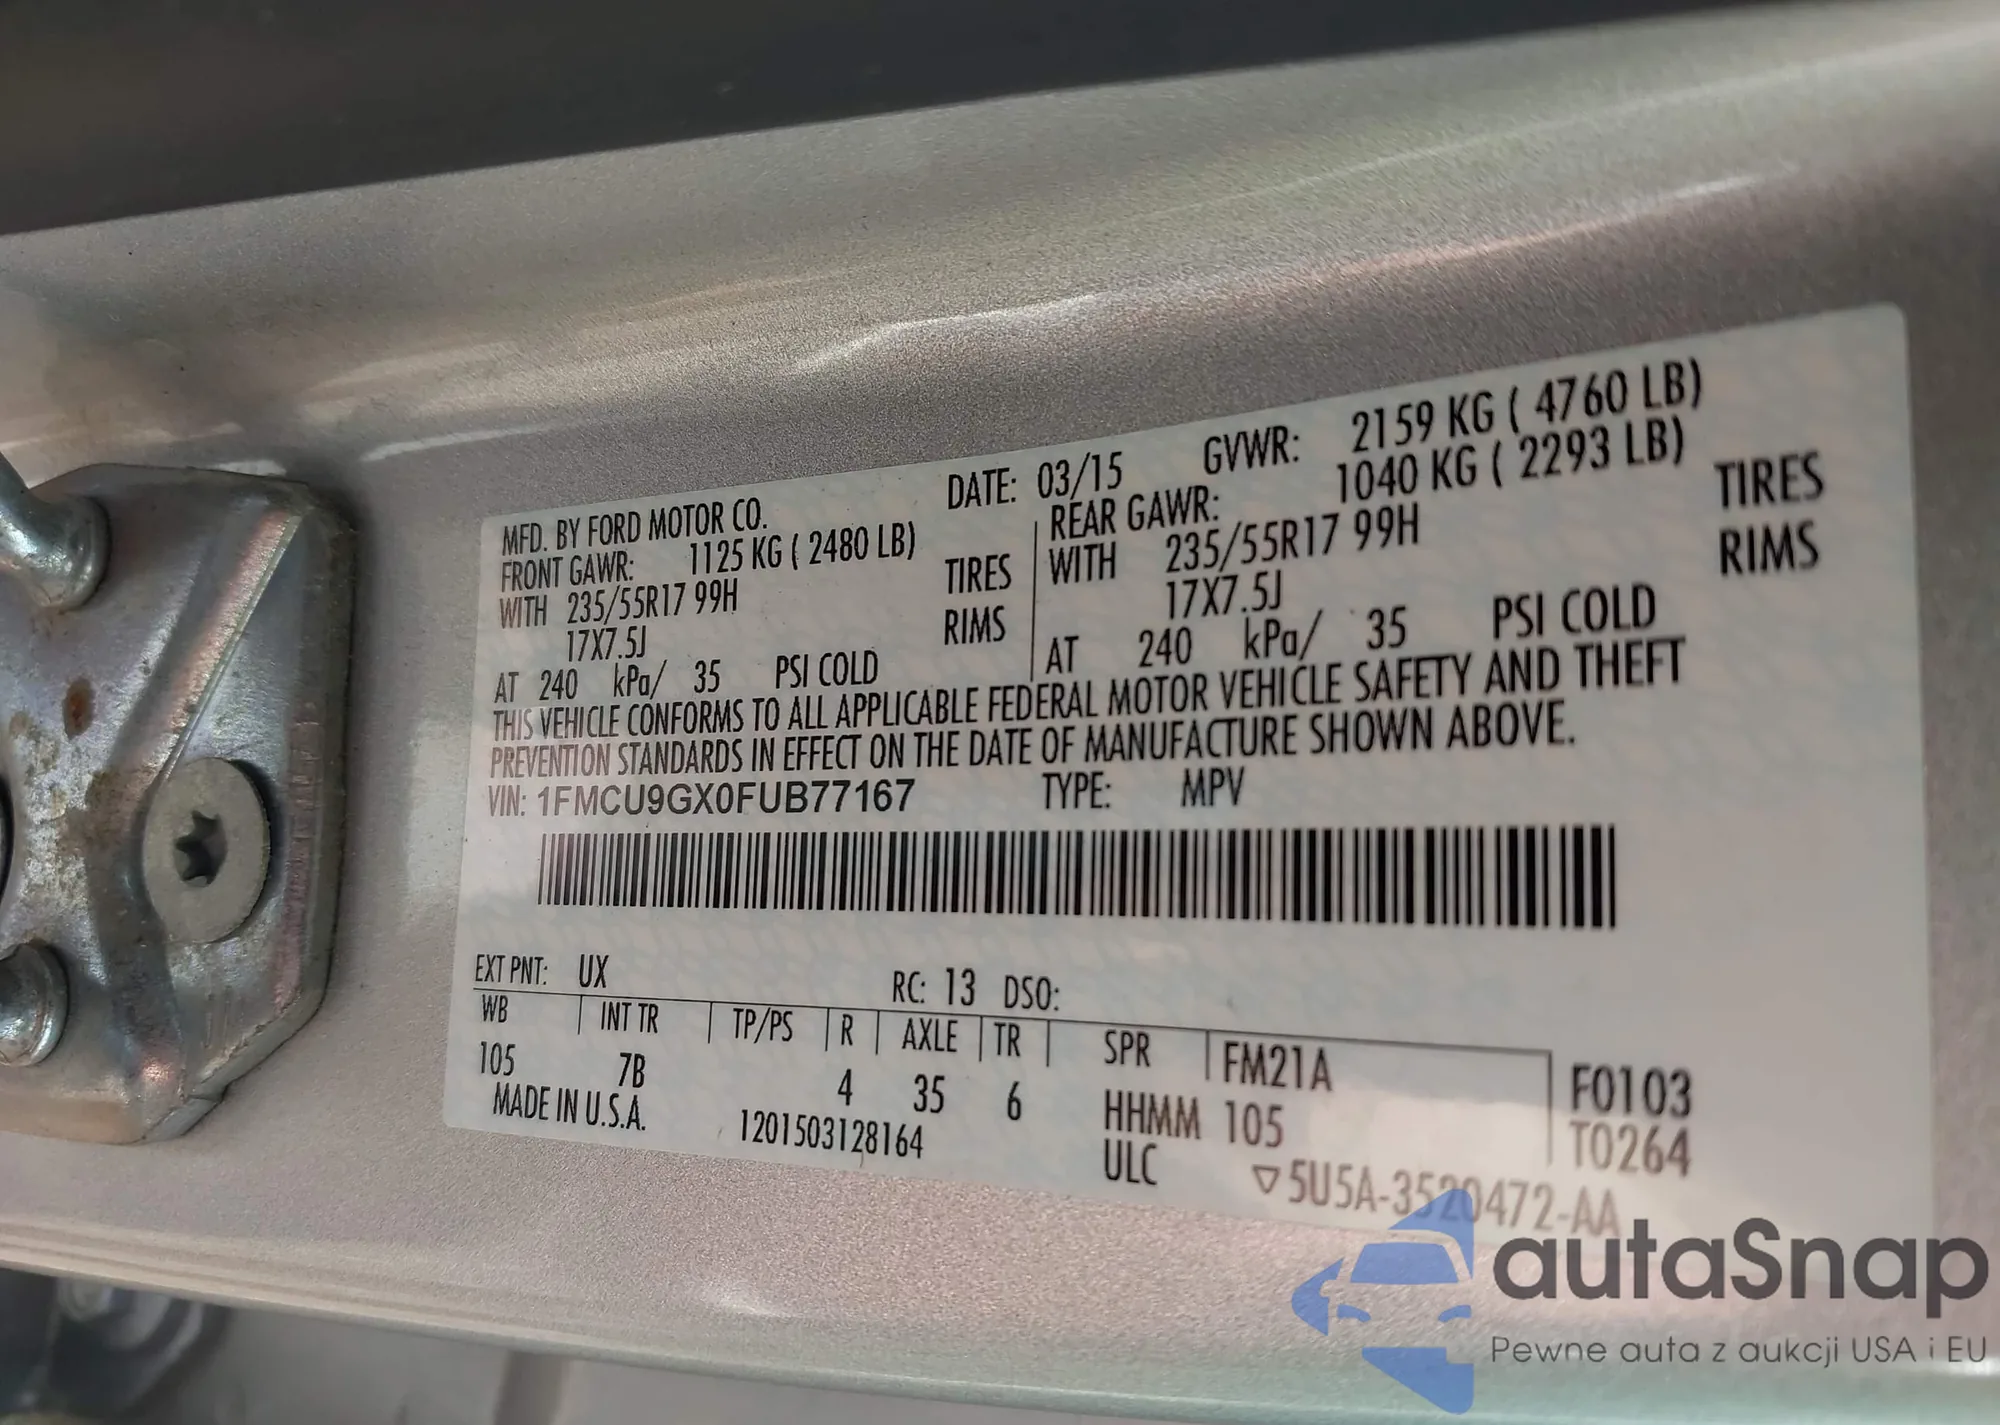 MFD. BY FORD MOTOR CO. DATE: 03/15 GVWR: 2159 KG ( 4760 LB)
FRONT GAWR: 1125 KG ( 2480 LB) REAR GAWR: 1040 KG ( 2293 LB)
WITH 235/55R17 99H TIRES WITH 235/55R17 99H TIRES
17X7.5J RIMS 17X7.5J RIMS
AT 240 kPa/ 35 PSI COLD AT 240 kPa/ 35 PSI COLD
THIS VEHICLE CONFORMS TO ALL APPLICABLE FEDERAL MOTOR VEHICLE SAFETY AND THEFT
PREVENTION STANDARDS IN EFFECT ON THE DATE OF MANUFACTURE SHOWN ABOVE.
VIN: 1FMCU9GX0FUB77167 TYPE: MPV
EXT PNT: UX RC: 13 DSO:
WB INT TR TP/PS R AXLE TR SPR FM21A F0103
105 7B 4 35 6 HHMM 105 T0264
MADE IN U.S.A. 1201503128164 ULC ▽5U5A-3520472-AA
autaSnap
Pewne auta z aukcji USA i EU